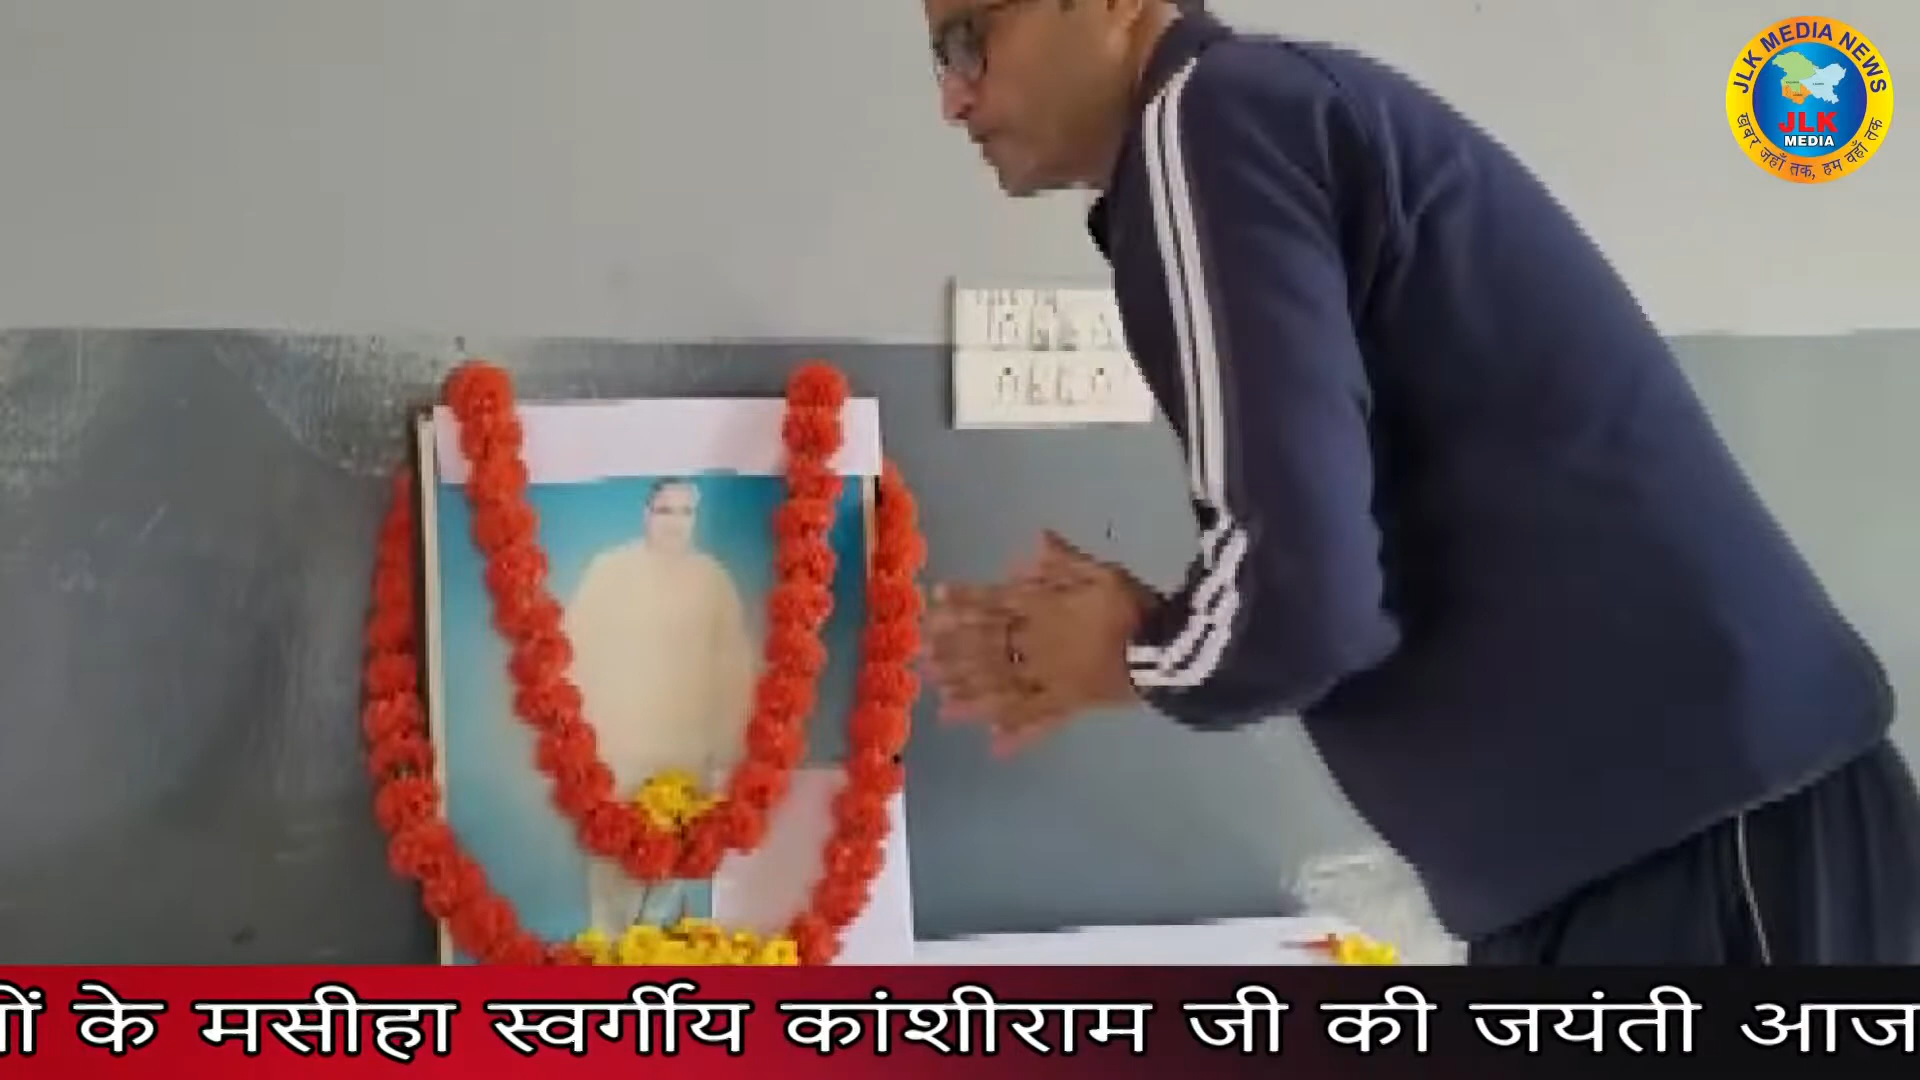 JLK MEDIA NEWS
JLK
MEDIA
खबर जहाँ तक, हम वहाँ तक
के मसीहा स्वर्गीय कांशीराम जी की जयंती आज